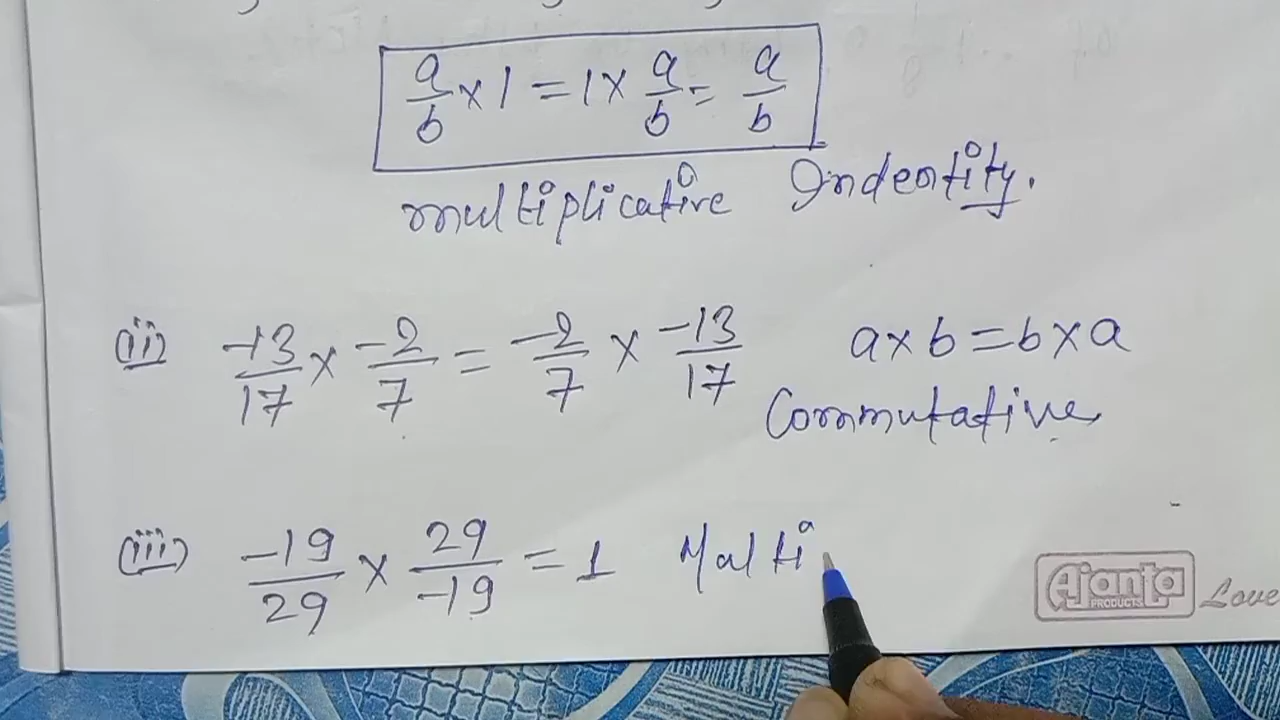 a/b × 1 = 1 × a/b = a/b
multiplicative Indentity.
(ii) -13/17 × -2/7 = -2/7 × -13/17 a × b = b × a
Commutative
(iii) -19/29 × 29/-19 = 1 Multi
Ajanta
PRODUCTS
Love